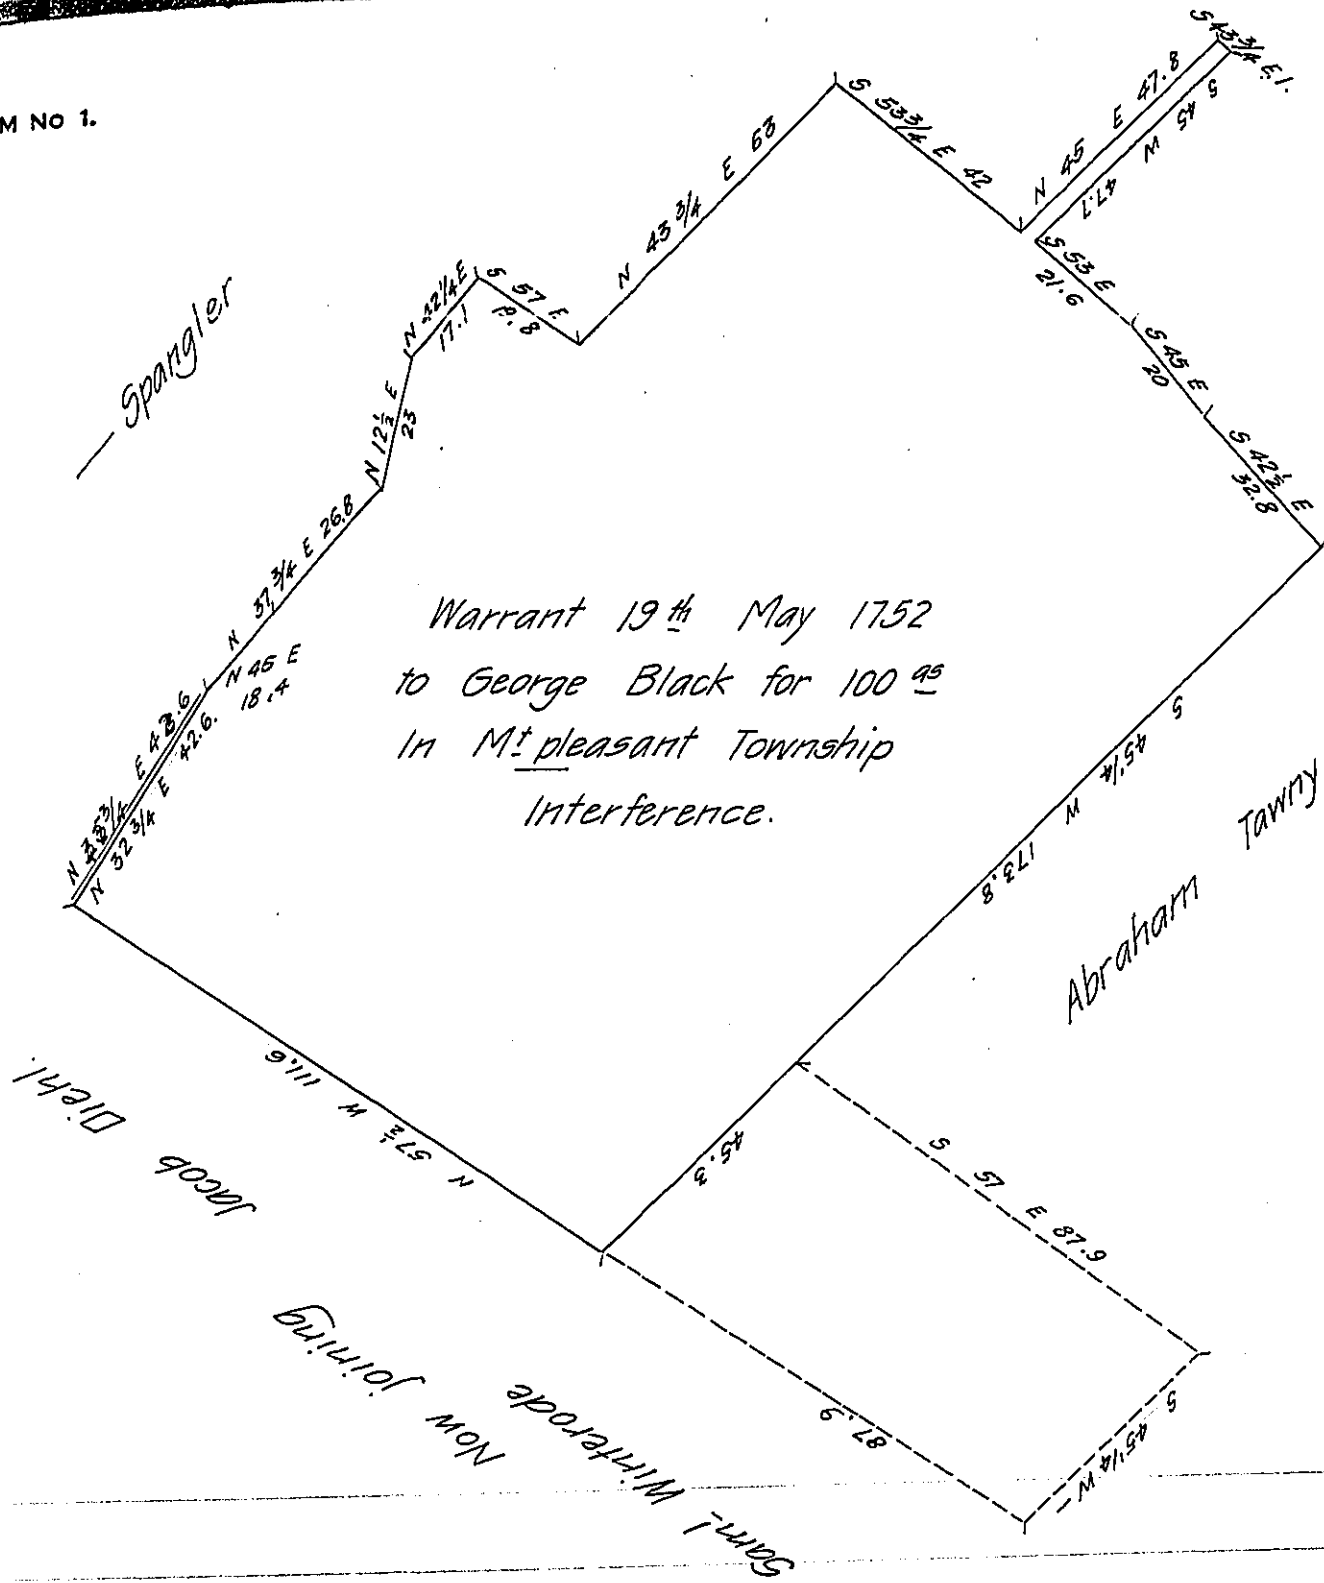 M No 1.
S 43 3/4 E 1.
N 45 E 47.8
S 45 W 47.7
S 53 3/4 E 42
N 43 3/4 E 63
S 53 E
21.6
S 45 E
20
S 42 1/2 E
32.8
N 42 1/4 E
17.1
S 57 E
N 12 1/2 E
23
Spangler
N 37 3/4 E 26.8
N 45 E
18.4
N 32 3/4 E 42.6.
Warrant 19th May 1752
to George Black for 100 as
In Mt pleasant Township
Interference.
S 45 1/4 W 173.8
Abraham Tawny
45.3
N 57 1/2 W 111.6
Jacob Diehl
S 57 E 87.9
87.9
S 45 1/4 W
Now joining
Saml Winterode